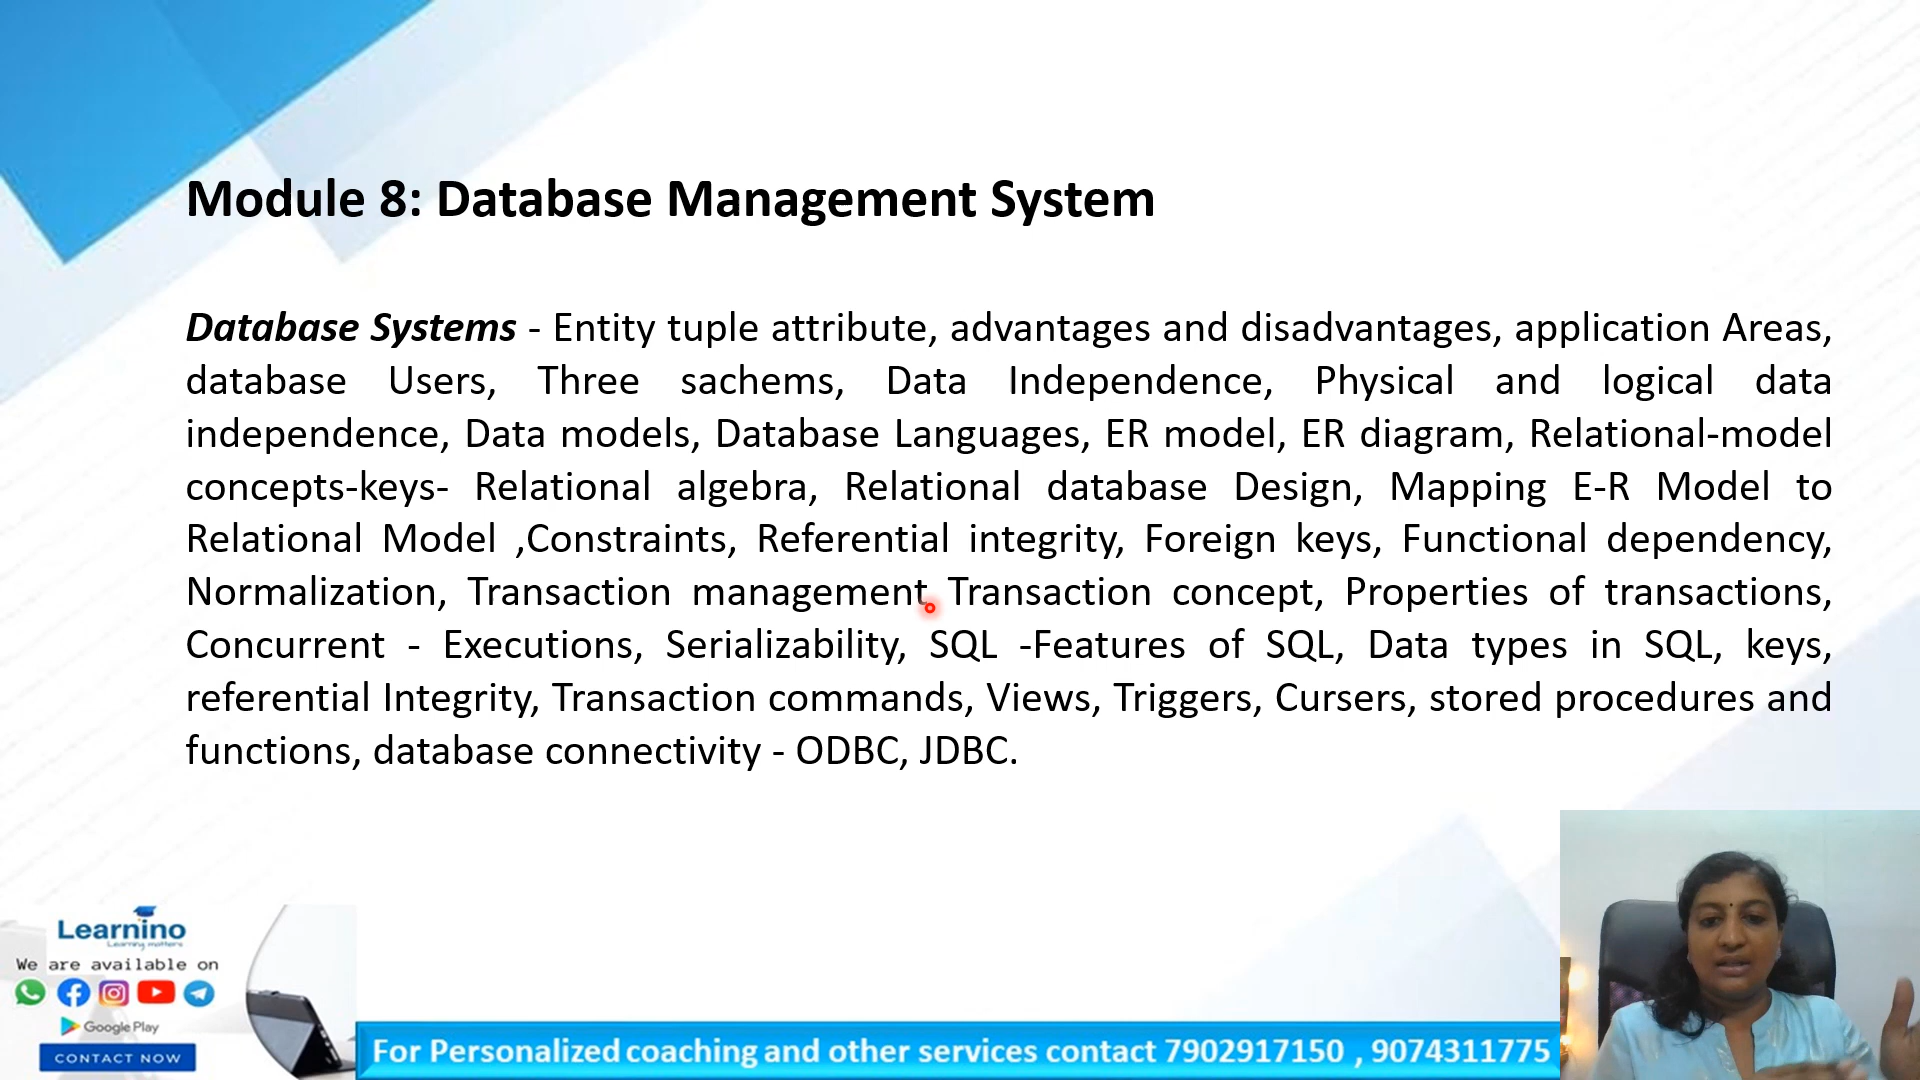 Module 8: Database Management System
Database Systems - Entity tuple attribute, advantages and disadvantages, application Areas,
database Users, Three sachems, Data Independence, Physical and logical data
independence, Data models, Database Languages, ER model, ER diagram, Relational-model
concepts-keys- Relational algebra, Relational database Design, Mapping E-R Model to
Relational Model ,Constraints, Referential integrity, Foreign keys, Functional dependency,
Normalization, Transaction management, Transaction concept, Properties of transactions,
Concurrent - Executions, Serializability, SQL -Features of SQL, Data types in SQL, keys,
referential Integrity, Transaction commands, Views, Triggers, Cursers, stored procedures and
functions, database connectivity - ODBC, JDBC.
Learnino
Learning matters
We are available on
Google Play
CONTACT NOW
For Personalized coaching and other services contact 7902917150 , 9074311775